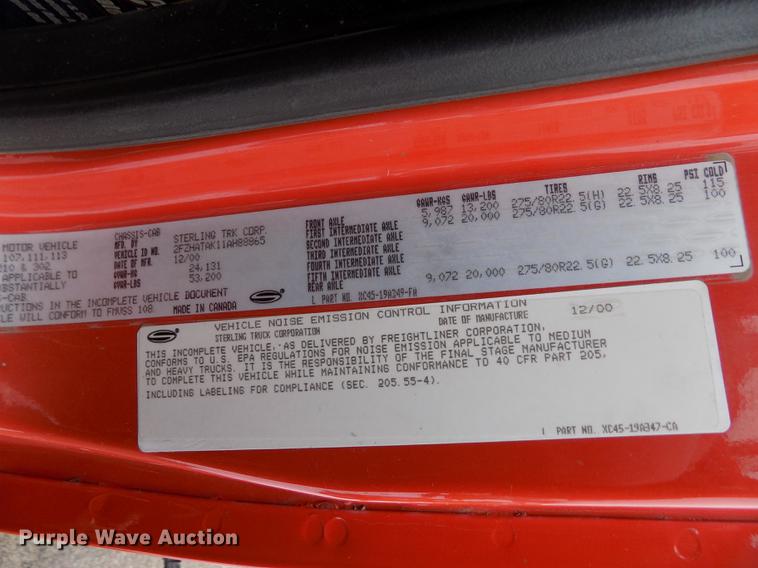 MOTOR VEHICLE
107.111.113
10 & 302
APPLICABLE TO
BSTANTIALLY
S-CAB.
UCTIONS IN THE INCOMPLETE VEHICLE DOCUMENT
LE WILL CONFORM TO FMVSS 108. MADE IN CANADA
CHASSIS-CAB
MFG. BY STERLING TRK CORP.
VEHICLE ID NO 2FZHATAK11AH88865
DATE OF MFR 12/00
GVWR-KG 24,131
GVWR-LBS 53,200
GAWR-KGS GAWR-LBS TIRES RIMS PSI COLD
FRONT AXLE 5,987 13,200 275/80R22.5(H) 22.5X8.25 115
FIRST INTERMEDIATE AXLE 9,072 20,000 275/80R22.5(G) 22.5X8.25 100
SECOND INTERMEDIATE AXLE
THIRD INTERMEDIATE AXLE
FOURTH INTERMEDIATE AXLE
FIFTH INTERMEDIATE AXLE
REAR AXLE 9,072 20,000 275/80R22.5(G) 22.5X8.25 100
L PART NO. XC45-19A349-FA
VEHICLE NOISE EMISSION CONTROL INFORMATION
STERLING TRUCK CORPORATION DATE OF MANUFACTURE 12/00
THIS INCOMPLETE VEHICLE, AS DELIVERED BY FREIGHTLINER CORPORATION,
CONFORMS TO U.S. EPA REGULATIONS FOR NOISE EMISSION APPLICABLE TO MEDIUM
AND HEAVY TRUCKS. IT IS THE RESPONSIBILITY OF THE FINAL STAGE MANUFACTURER
TO COMPLETE THIS VEHICLE WHILE MAINTAINING CONFORMANCE TO 40 CFR PART 205,
INCLUDING LABELING FOR COMPLIANCE (SEC. 205.55-4).
L PART NO. XC45-19A347-CA
Purple Wave Auction